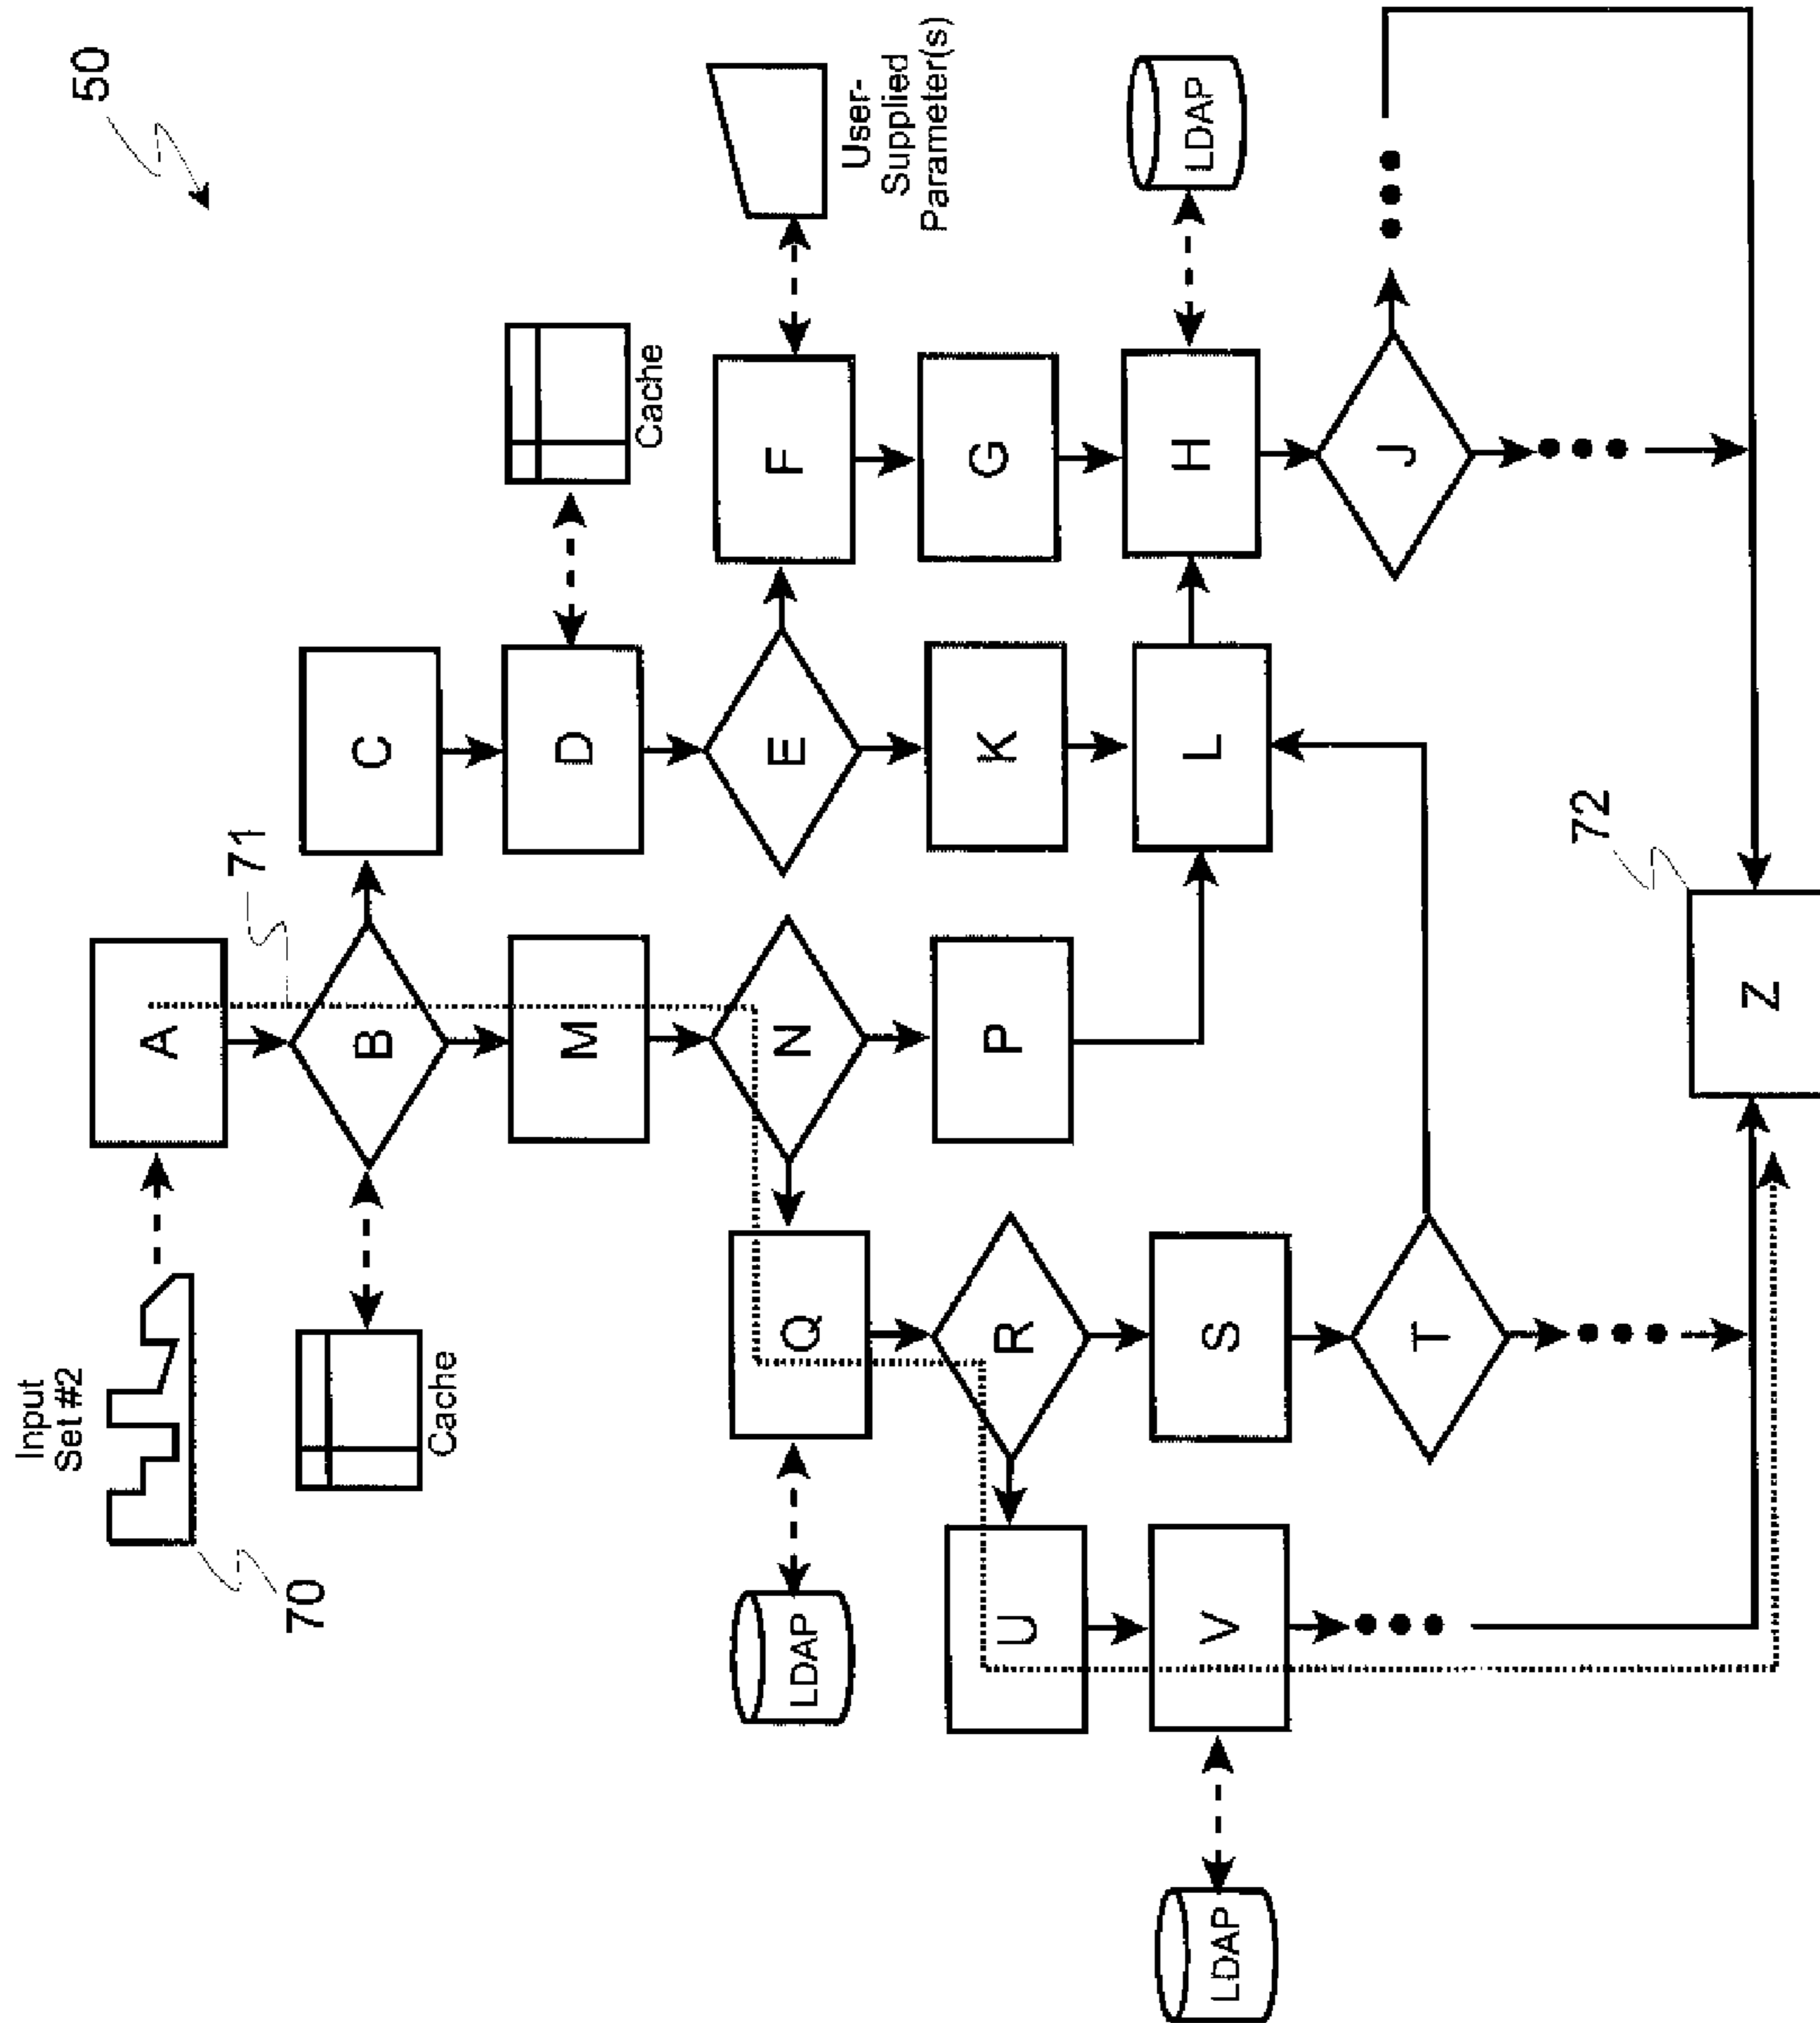 50
Input
Set #2
70
A
71
B
Cache
C
M
D
Cache
LDAP
Q
N
E
F
User-
Supplied
Parameter(s)
U
R
P
K
G
LDAP
V
S
L
H
LDAP
T
J
72
Z